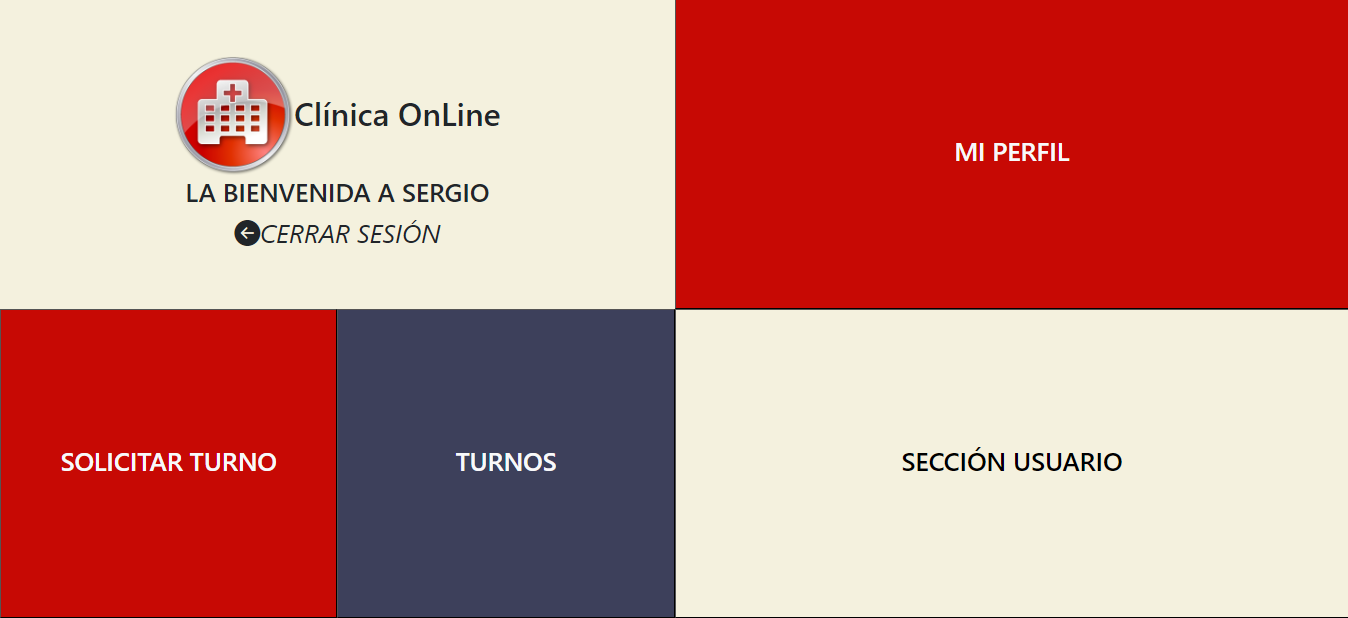 Clínica OnLine
LA BIENVENIDA A SERGIO
CERRAR SESIÓN
MI PERFIL
SOLICITAR TURNO
TURNOS
SECCIÓN USUARIO